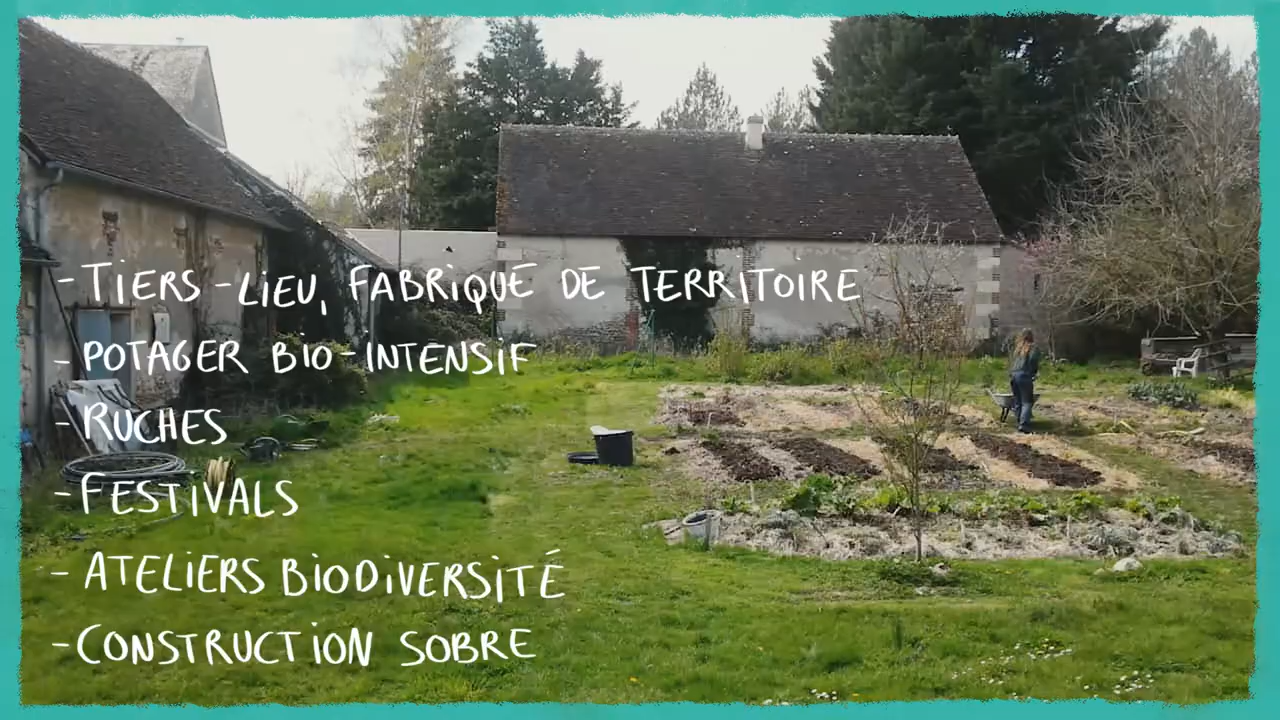 - Tiers-lieu, fabrique de territoire
- Potager bio-intensif
- Ruches
- Festivals
- Ateliers biodiversité
- Construction sobre